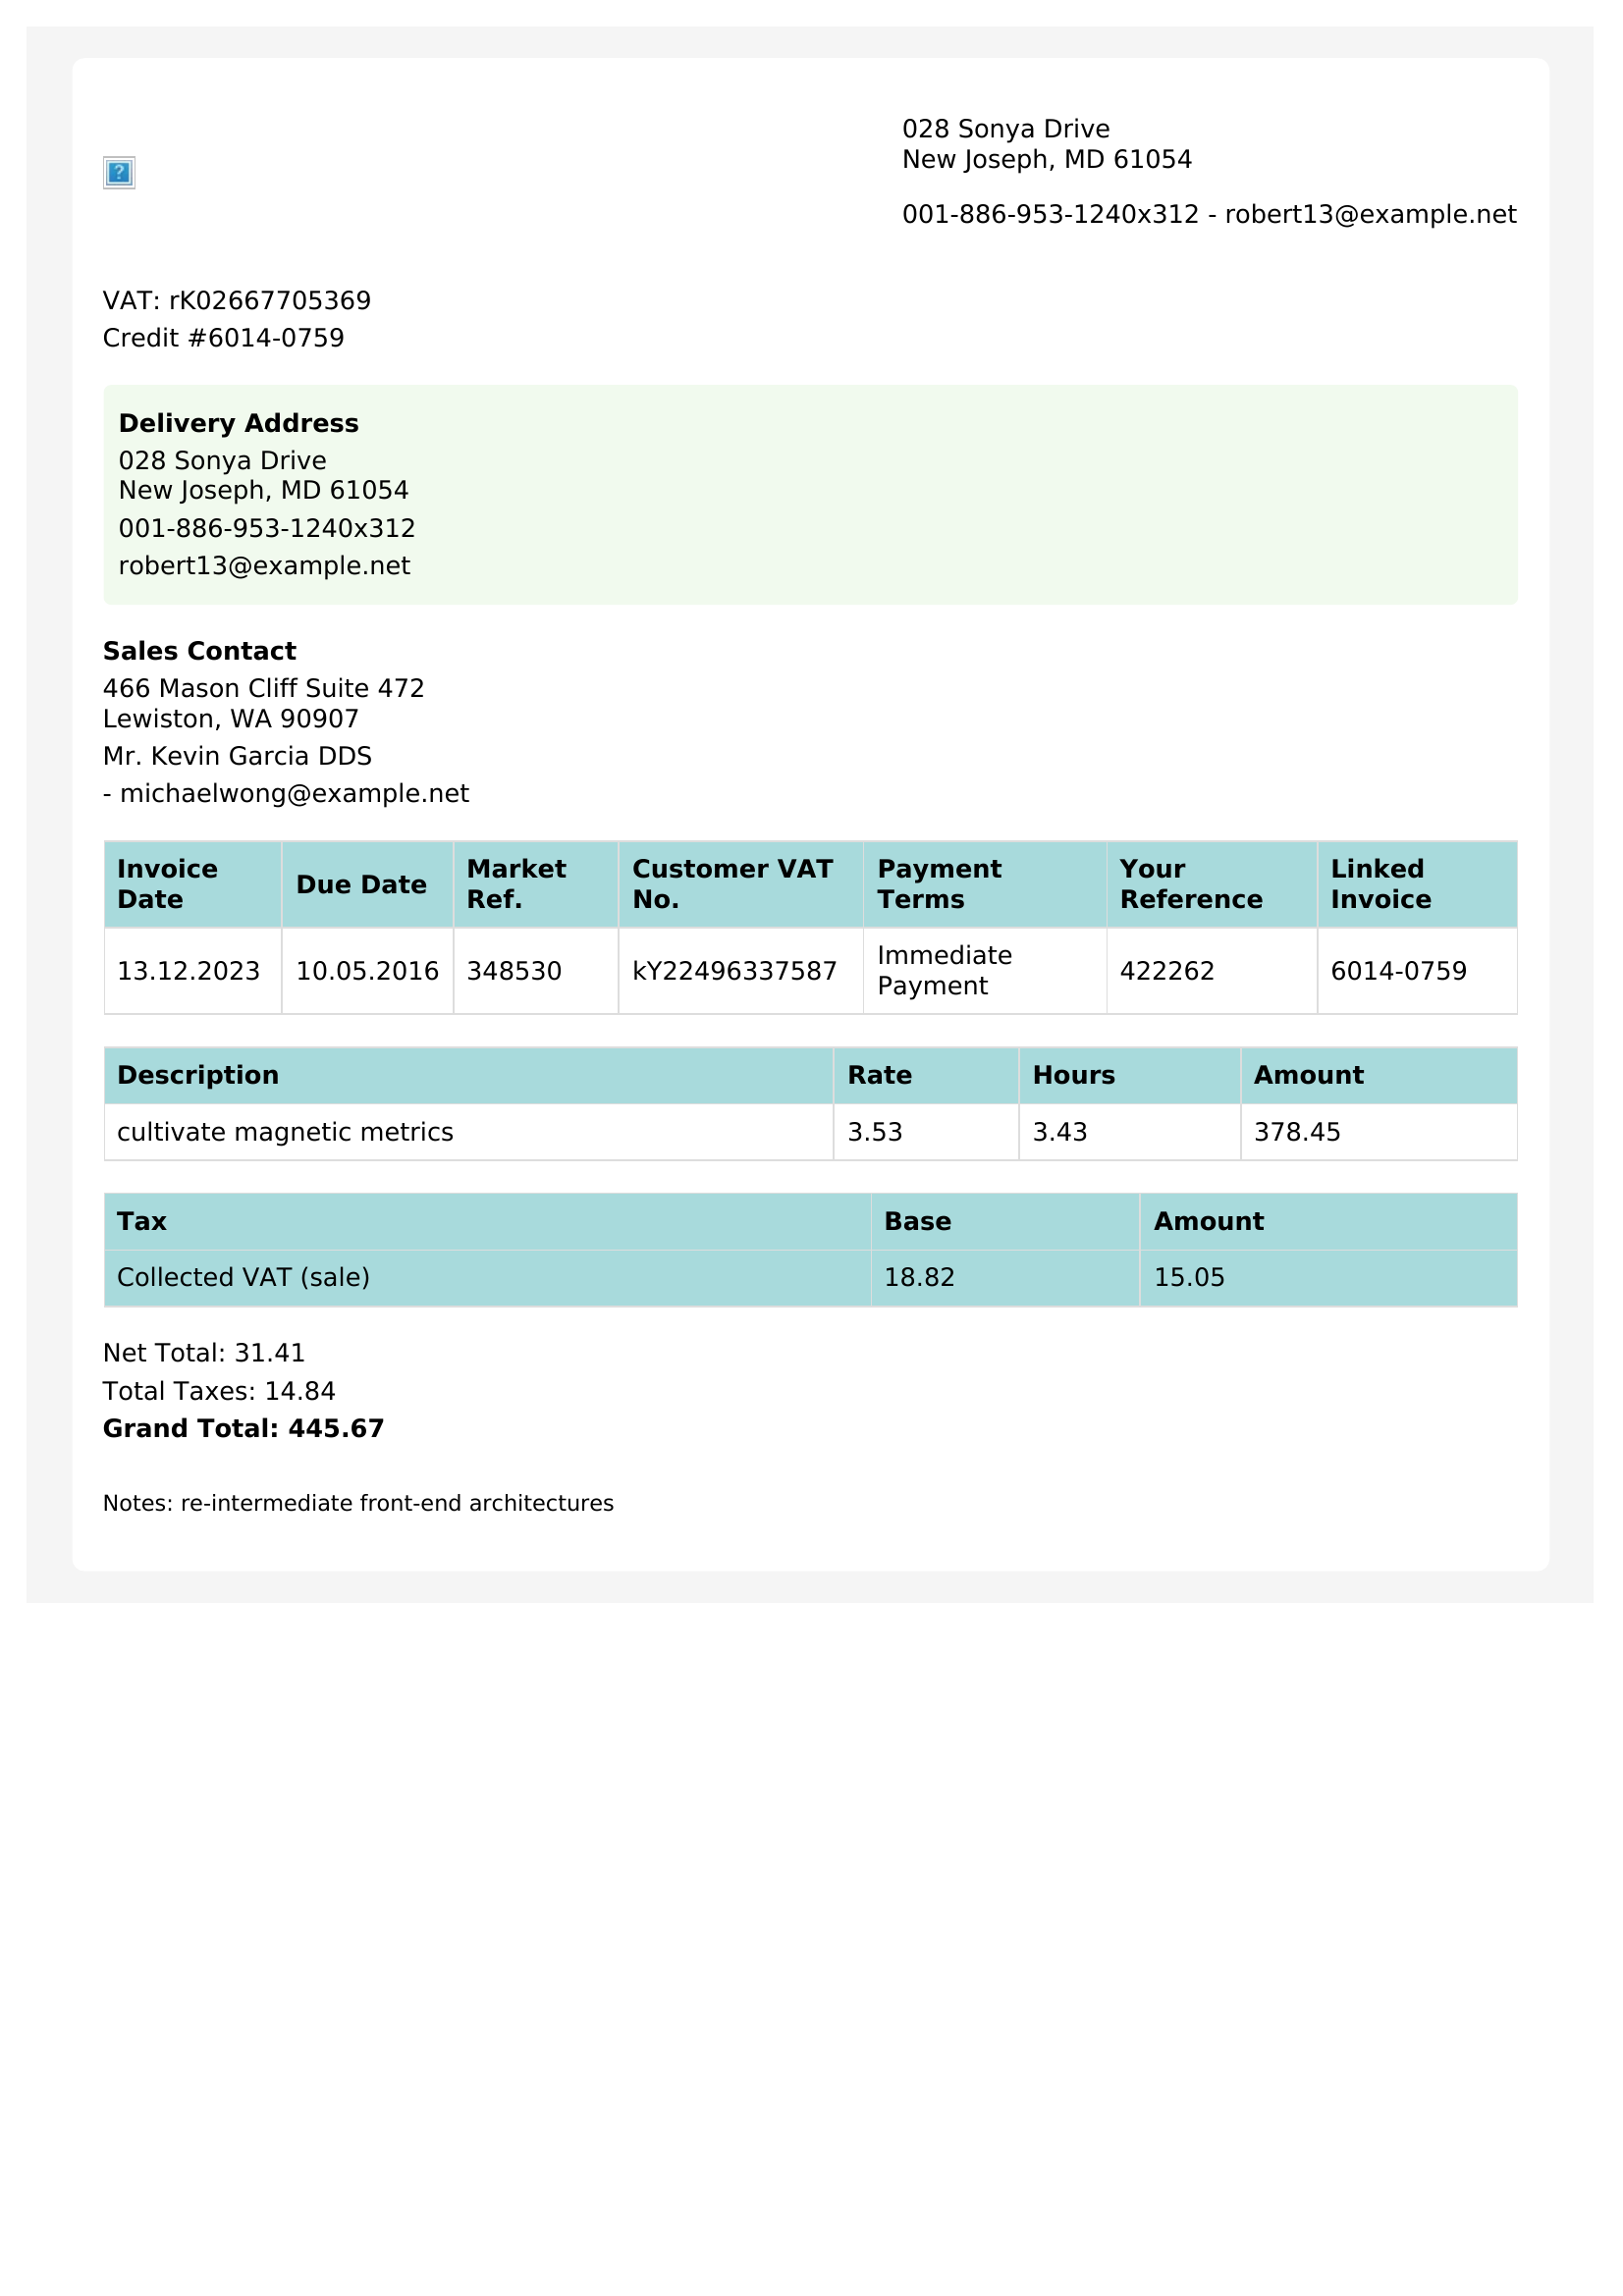 028 Sonya Drive
New Joseph, MD 61054
001-886-953-1240x312 - robert13@example.net
VAT: rK02667705369
Credit #6014-0759
Delivery Address
028 Sonya Drive
New Joseph, MD 61054
001-886-953-1240x312
robert13@example.net
Sales Contact
466 Mason Cliff Suite 472
Lewiston, WA 90907
Mr. Kevin Garcia DDS
- michaelwong@example.net
Invoice Date Due Date Market Ref. Customer VAT No. Payment Terms Your Reference Linked Invoice
13.12.2023 10.05.2016 348530 kY22496337587 Immediate Payment 422262 6014-0759
Description Rate Hours Amount
cultivate magnetic metrics 3.53 3.43 378.45
Tax Base Amount
Collected VAT (sale) 18.82 15.05
Net Total: 31.41
Total Taxes: 14.84
Grand Total: 445.67
Notes: re-intermediate front-end architectures